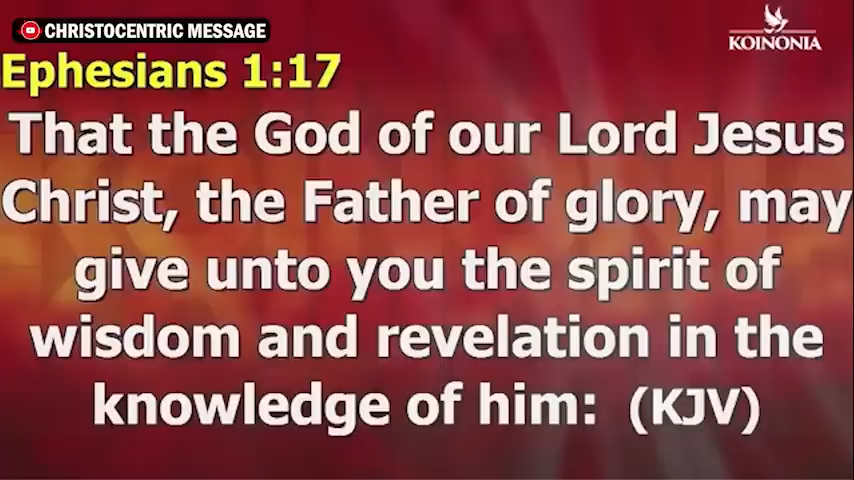 CHRISTOCENTRIC MESSAGE
KOINONIA
Ephesians 1:17
That the God of our Lord Jesus
Christ, the Father of glory, may
give unto you the spirit of
wisdom and revelation in the
knowledge of him: (KJV)